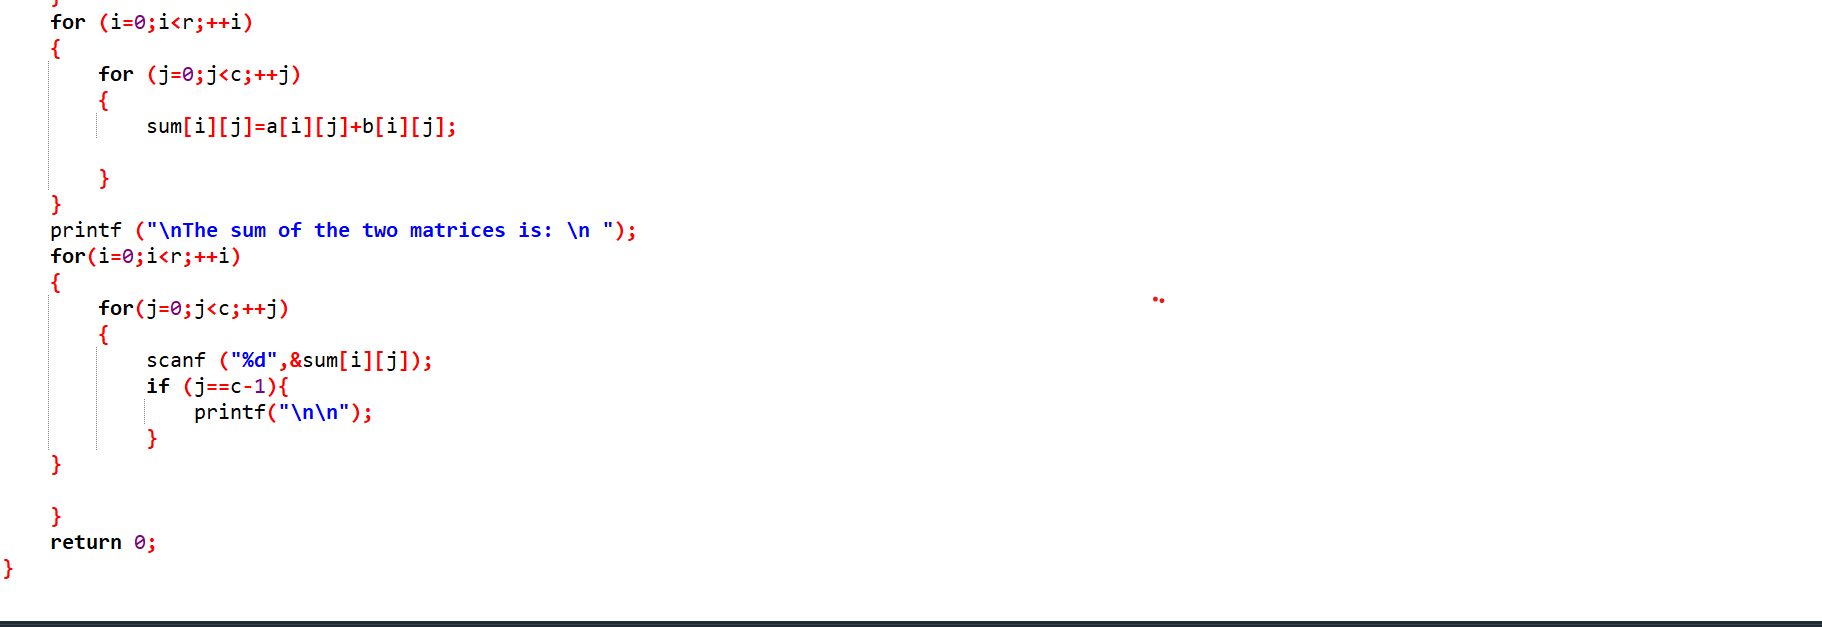 }
for (i=0;i<r;++i)
{
for (j=0;j<c;++j)
{
sum[i][j]=a[i][j]+b[i][j];
}
}
printf ("\nThe sum of the two matrices is: \n ");
for(i=0;i<r;++i)
{
for(j=0;j<c;++j)
{
scanf ("%d",&sum[i][j]);
if (j==c-1){
printf("\n\n");
}
}
}
return 0;
}